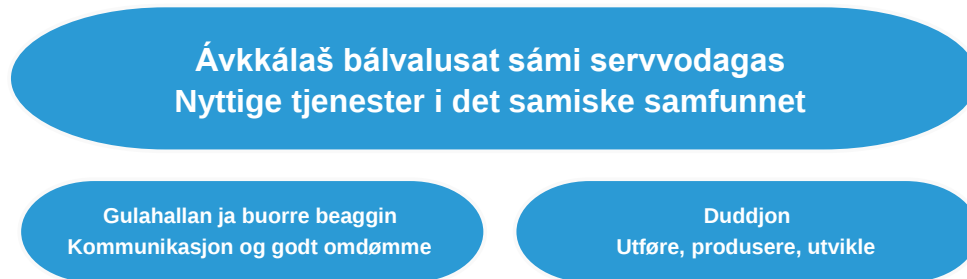 Ávkkálaš bálvalusat sámi servvodagas
Nyttige tjenester i det samiske samfunnet
Gulahallan ja buorre beaggin
Kommunikasjon og godt omdømme
Duddjon
Utføre, produsere, utvikle